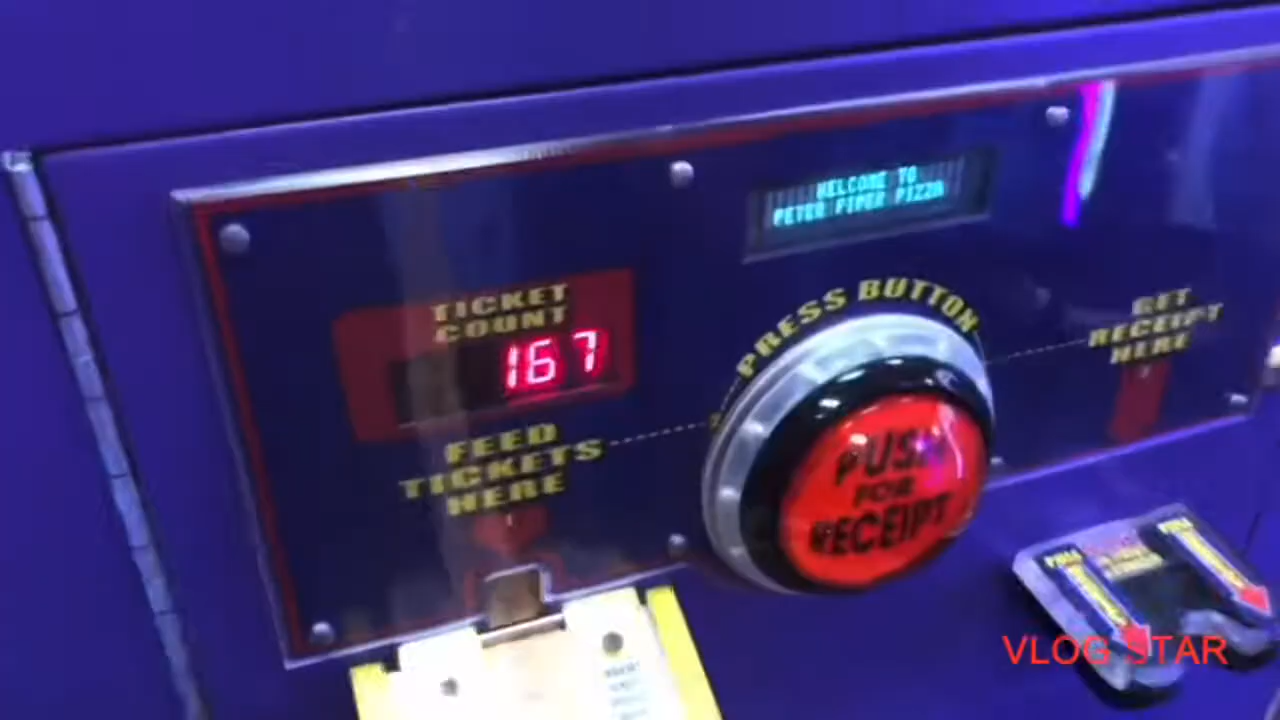 WELCOME TO
PETER PIPER PIZZA
TICKET
COUNT
167
FEED
TICKETS
HERE
PRESS BUTTON
PUSH
FOR
RECEIPT
GET
RECEIPT
HERE
VLOG STAR